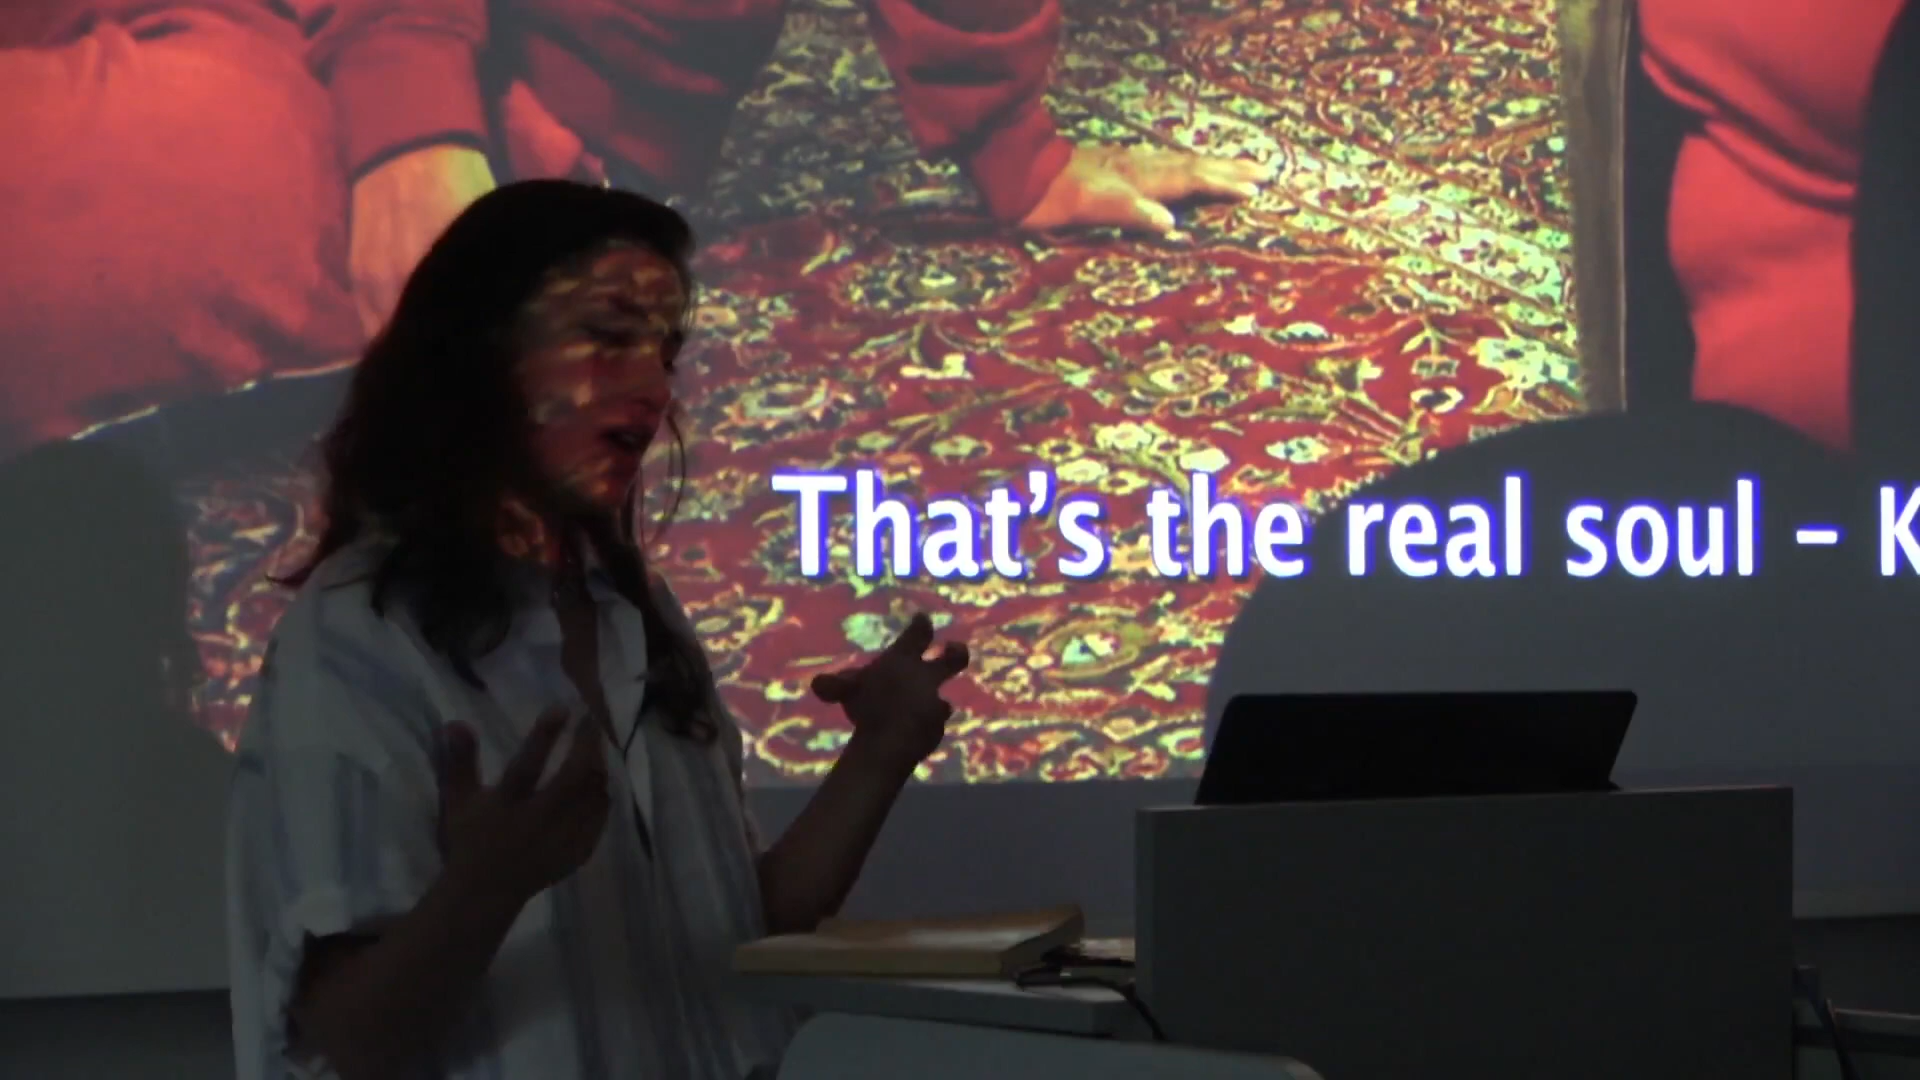 That's the real soul – K